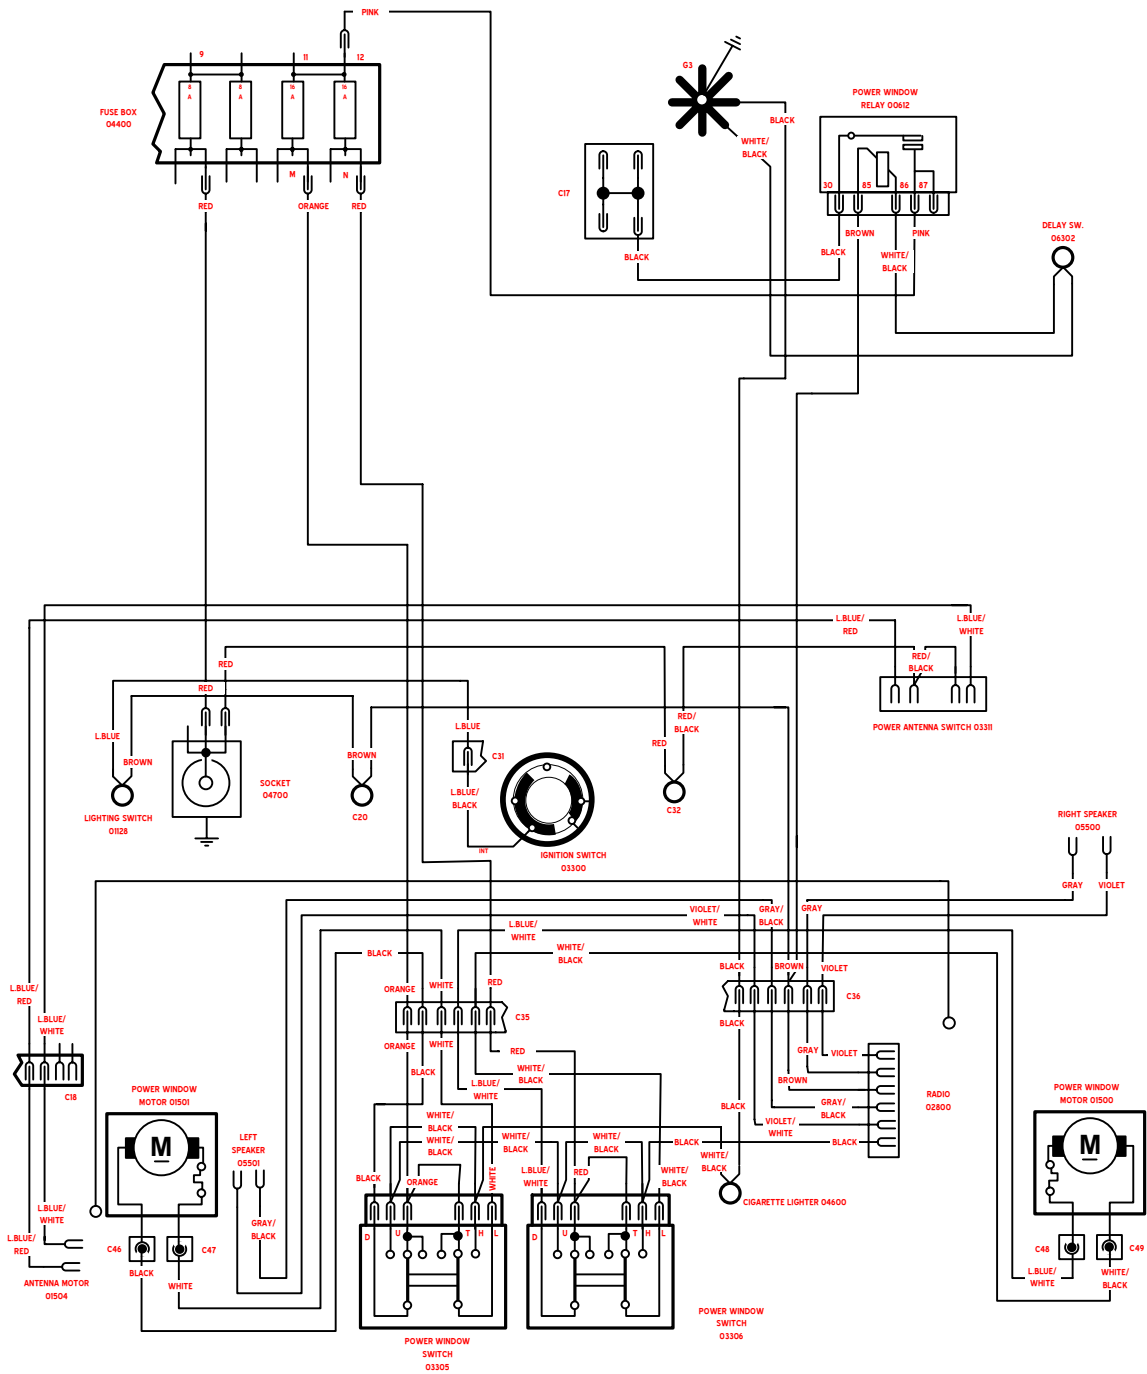 PINK
9
11
12
8
A
8
A
16
A
16
A
FUSE BOX
04400
M
N
RED
ORANGE
RED
G3
BLACK
WHITE/
BLACK
C17
BLACK
POWER WINDOW
RELAY 00612
30
85
86
87
BROWN
PINK
BLACK
WHITE/
BLACK
DELAY SW.
06302
L.BLUE/
RED
L.BLUE/
WHITE
RED/
BLACK
POWER ANTENNA SWITCH 03311
RED
RED
L.BLUE
BROWN
LIGHTING SWITCH
01128
SOCKET
04700
BROWN
C20
L.BLUE
C31
L.BLUE/
BLACK
INT
IGNITION SWITCH
03300
RED/
BLACK
RED
C32
RIGHT SPEAKER
05500
GRAY
VIOLET
VIOLET/
WHITE
GRAY/
BLACK
GRAY
L.BLUE/
WHITE
WHITE/
BLACK
BLACK
BLACK
BROWN
VIOLET
ORANGE
WHITE
RED
C35
C36
L.BLUE/
RED
L.BLUE/
WHITE
C18
ORANGE
WHITE
RED
BLACK
WHITE/
BLACK
L.BLUE/
WHITE
BLACK
GRAY
VIOLET
BROWN
BLACK
GRAY/
BLACK
VIOLET/
WHITE
BLACK
RADIO
02800
POWER WINDOW
MOTOR 01501
M
LEFT
SPEAKER
05501
WHITE/
BLACK
WHITE/
BLACK
WHITE/
BLACK
WHITE/
BLACK
BLACK
WHITE/
BLACK
BLACK
ORANGE
WHITE
L.BLUE/
WHITE
RED
WHITE/
BLACK
CIGARETTE LIGHTER 04600
POWER WINDOW
MOTOR 01500
M
L.BLUE/
WHITE
L.BLUE/
RED
ANTENNA MOTOR
01504
C46
C47
BLACK
WHITE
GRAY/
BLACK
D
U
T
H
L
D
U
T
H
L
C48
C49
L.BLUE/
WHITE
WHITE/
BLACK
POWER WINDOW
SWITCH
03305
POWER WINDOW
SWITCH
03306